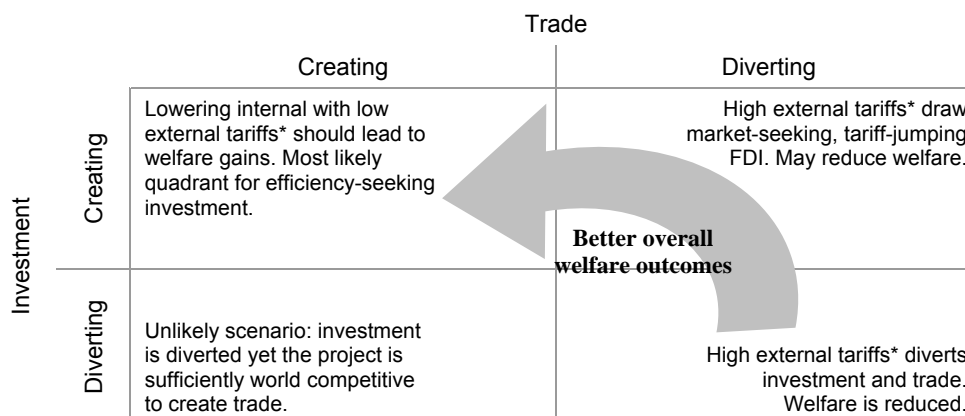 Trade
Creating
Diverting
Investment
Creating
Lowering internal with low
external tariffs* should lead to
welfare gains. Most likely
quadrant for efficiency-seeking
investment.
High external tariffs* draw
market-seeking, tariff-jumping
FDI. May reduce welfare.
Better overall
welfare outcomes
Diverting
Unlikely scenario: investment
is diverted yet the project is
sufficiently world competitive
to create trade.
High external tariffs* diverts
investment and trade.
Welfare is reduced.